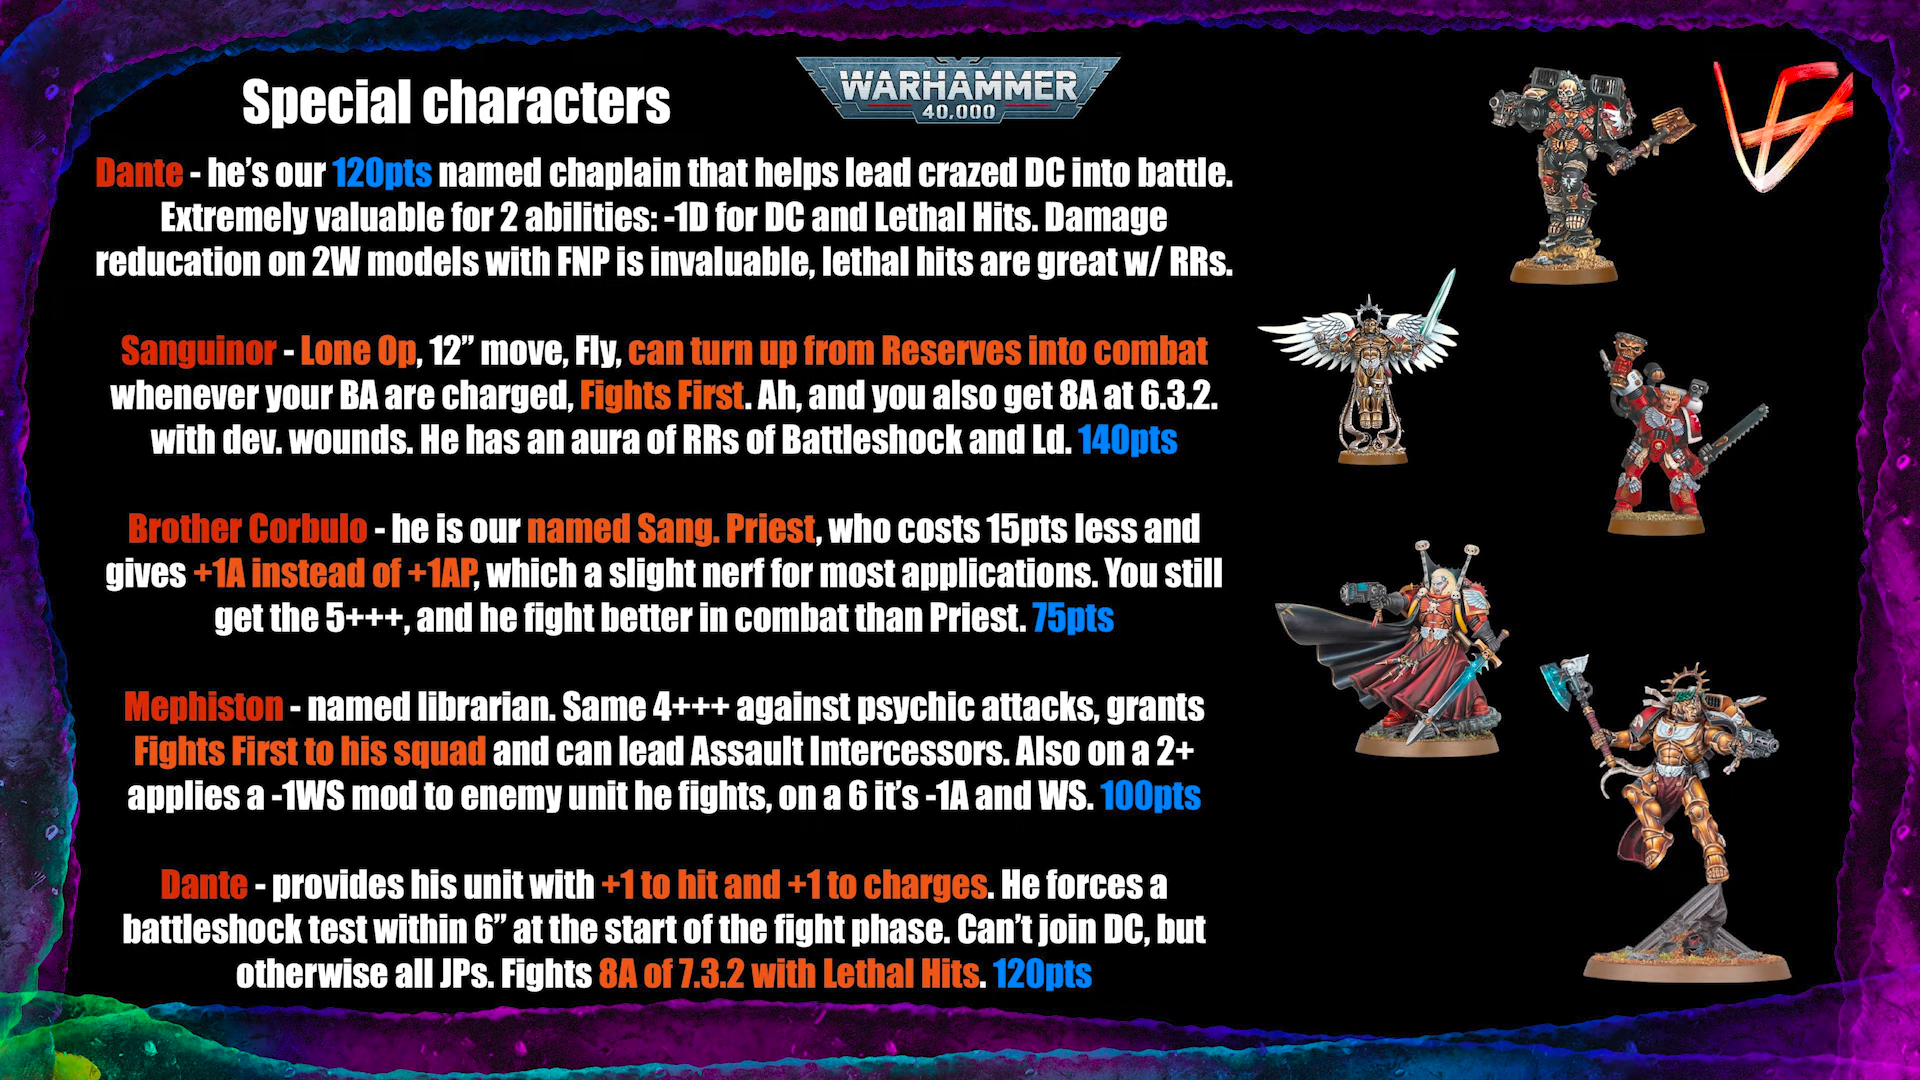 WARHAMMER
40,000
Special characters
Dante - he's our 120pts named chaplain that helps lead crazed DC into battle.
Extremely valuable for 2 abilities: -1D for DC and Lethal Hits. Damage
reducation on 2W models with FNP is invaluable, lethal hits are great w/ RRs.
Sanguinor - Lone Op, 12” move, Fly, can turn up from Reserves into combat
whenever your BA are charged, Fights First. Ah, and you also get 8A at 6.3.2.
with dev. wounds. He has an aura of RRs of Battleshock and Ld. 140pts
Brother Corbulo - he is our named Sang. Priest, who costs 15pts less and
gives +1A instead of +1AP, which a slight nerf for most applications. You still
get the 5+++, and he fight better in combat than Priest. 75pts
Mephiston - named librarian. Same 4+++ against psychic attacks, grants
Fights First to his squad and can lead Assault Intercessors. Also on a 2+
applies a -1WS mod to enemy unit he fights, on a 6 it's -1A and WS. 100pts
Dante - provides his unit with +1 to hit and +1 to charges. He forces a
battleshock test within 6” at the start of the fight phase. Can't join DC, but
otherwise all JPs. Fights 8A of 7.3.2 with Lethal Hits. 120pts